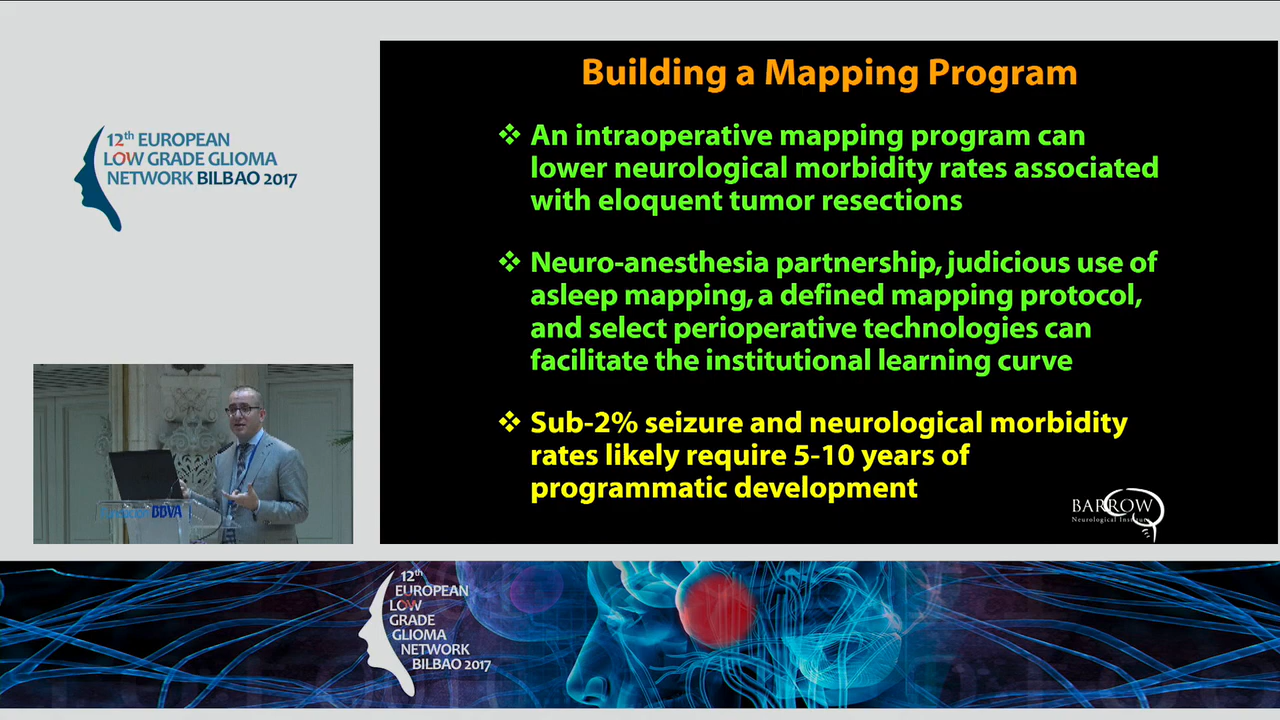 12th EUROPEAN
LOW GRADE GLIOMA
NETWORK BILBAO 2017
Building a Mapping Program
❖ An intraoperative mapping program can
lower neurological morbidity rates associated
with eloquent tumor resections
❖ Neuro-anesthesia partnership, judicious use of
asleep mapping, a defined mapping protocol,
and select perioperative technologies can
facilitate the institutional learning curve
❖ Sub-2% seizure and neurological morbidity
rates likely require 5-10 years of
programmatic development
BARROW
Neurological
BBVA
12th
EUROPEAN
LOW
GRADE
GLIOMA
NETWORK
BILBAO 2017